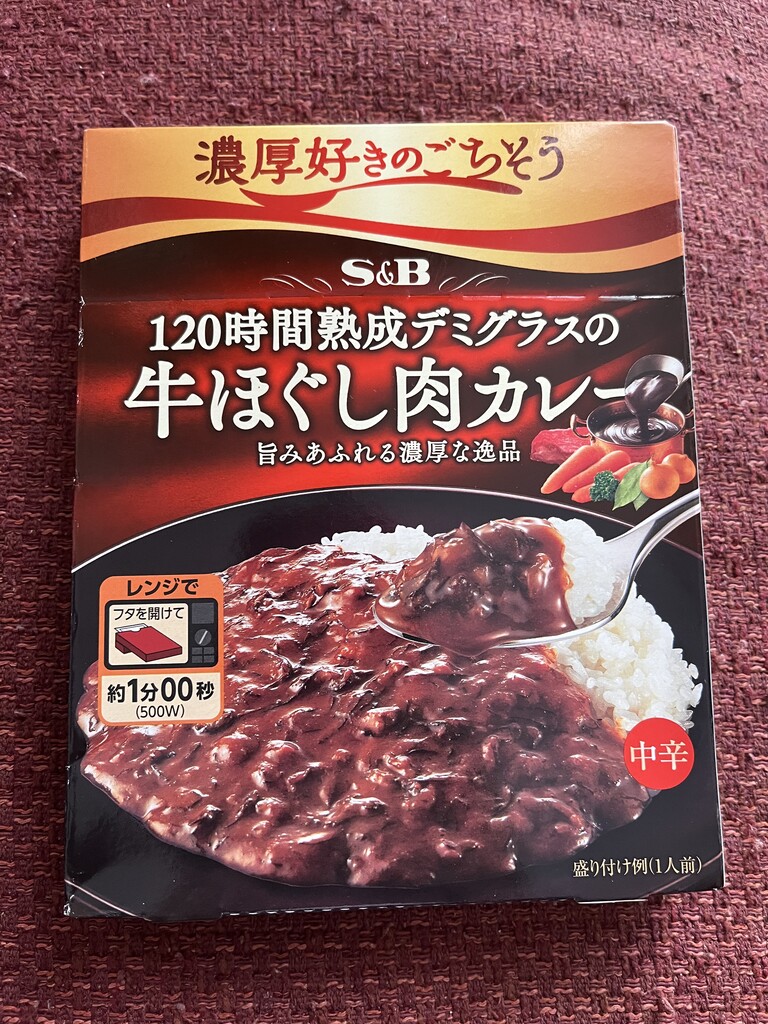 濃厚好きのごちそう
S&B
120時間熟成デミグラスの
牛ほぐし肉カレー
旨みあふれる濃厚な逸品
レンジで
フタを開けて
約1分00秒
(500W)
中辛
盛り付け例(1人前)